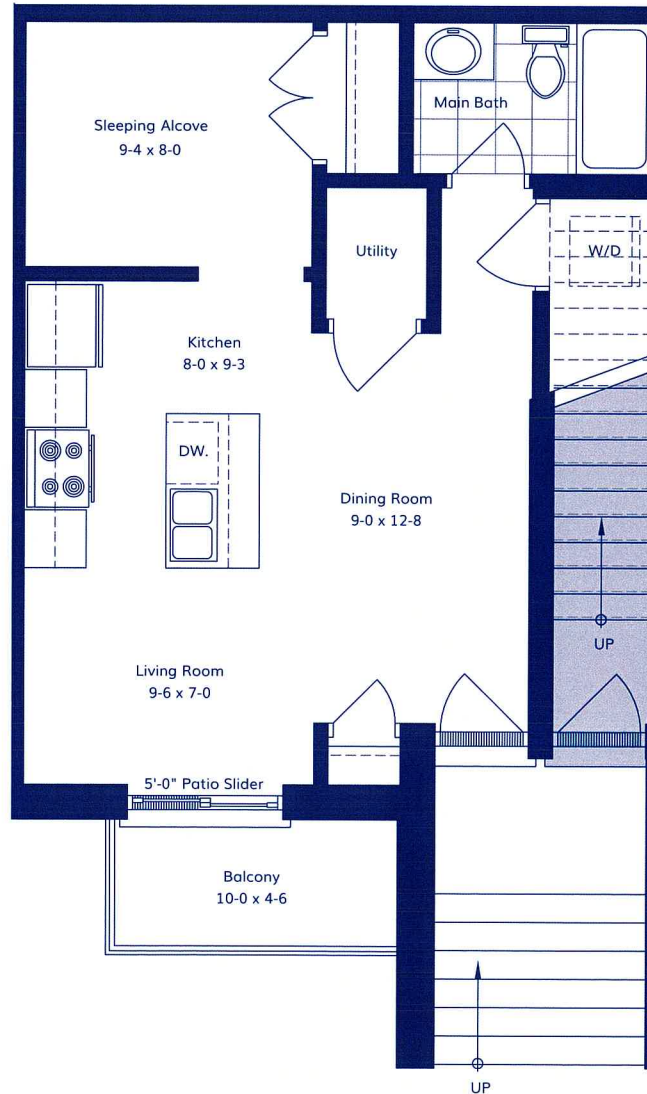 Main Bath
Sleeping Alcove
9-4 x 8-0
Utility
W/D
Kitchen
8-0 x 9-3
DW.
Dining Room
9-0 x 12-8
UP
Living Room
9-6 x 7-0
5'-0" Patio Slider
Balcony
10-0 x 4-6
UP